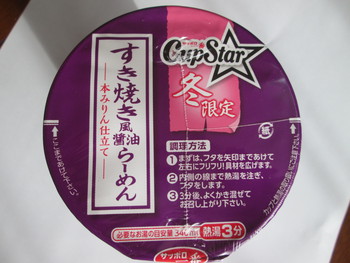 Cup Star
冬
限定
すき焼き風醤油らーめん
本みりん仕立て
調理方法
①まずは、フタを矢印まであけて
左右にフリフリ具材を広げます。
②内側の線まで熱湯を注ぎ、
フタをします。
③3分後、よくかき混ぜて
お召し上がり下さい。
必要なお湯の目安量 340ml
熱湯3分
サッポロ
一番